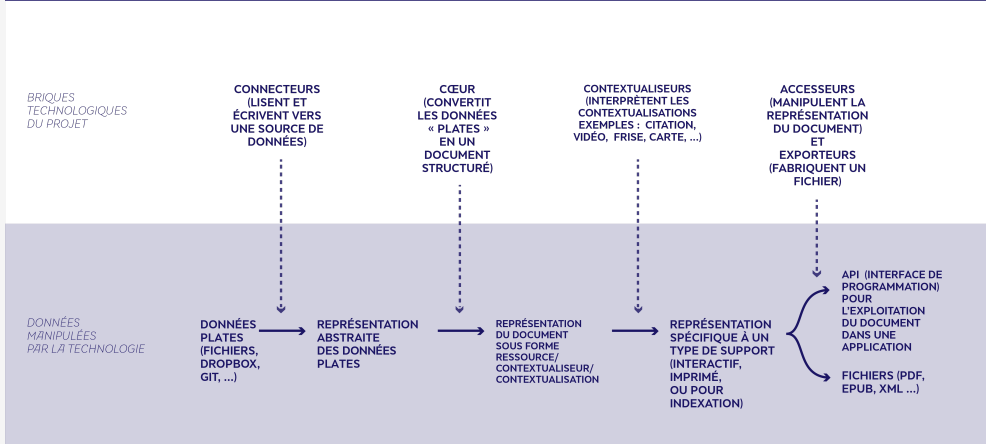 BRIQUES
TECHNOLOGIQUES
DU PROJET
CONNECTEURS
(LISENT ET
ÉCRIVENT VERS
UNE SOURCE DE
DONNÉES)
CŒUR
(CONVERTIT
LES DONNÉES
« PLATES »
EN UN
DOCUMENT
STRUCTURÉ)
CONTEXTUALISEURS
(INTERPRÈTENT LES
CONTEXTUALISATIONS
EXEMPLES : CITATION,
VIDÉO, FRISE, CARTE, ...)
ACCESSEURS
(MANIPULENT LA
REPRÉSENTATION
DU DOCUMENT)
ET
EXPORTEURS
(FABRIQUENT UN
FICHIER)
DONNÉES
MANIPULÉES
PAR LA TECHNOLOGIE
DONNÉES
PLATES
(FICHIERS,
DROPBOX,
GIT, ...)
REPRÉSENTATION
ABSTRAITE
DES DONNÉES
PLATES
REPRÉSENTATION
DU DOCUMENT
SOUS FORME
RESSOURCE/
CONTEXTUALISEUR/
CONTEXTUALISATION
REPRÉSENTATION
SPÉCIFIQUE À UN
TYPE DE SUPPORT
(INTERACTIF,
IMPRIMÉ,
OU POUR
INDEXATION)
API (INTERFACE DE
PROGRAMMATION)
POUR
L'EXPLOITATION
DU DOCUMENT
DANS UNE
APPLICATION
FICHIERS (PDF,
EPUB, XML ...)